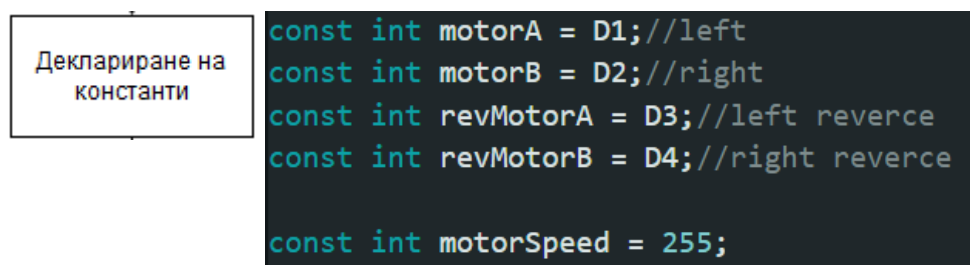 Деклариране на
константи
const int motorA = D1;//left
const int motorB = D2;//right
const int revMotorA = D3;//left reverce
const int revMotorB = D4;//right reverce
const int motorSpeed = 255;